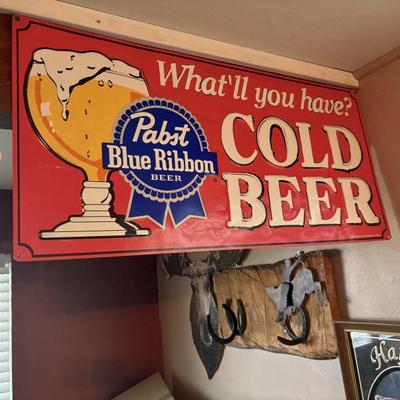 What'll you have?
Pabst
Blue Ribbon
BEER
COLD
BEER